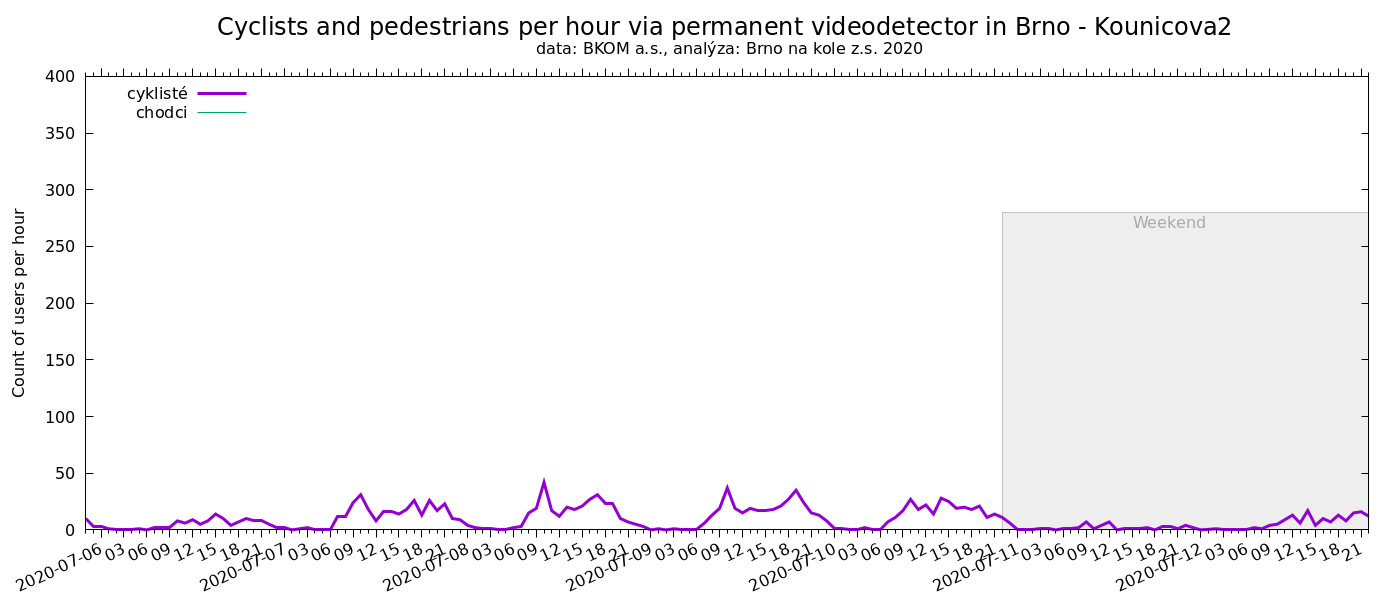 Cyclists and pedestrians per hour via permanent videodetector in Brno - Kounicova2
data: BKOM a.s., analýza: Brno na kole z.s. 2020
cyklisté
chodci
Weekend
Count of users per hour
400
350
300
250
200
150
100
50
0
2020-07-06 03 06 09 12 15 18 21 2020-07-07 03 06 09 12 15 18 21 2020-07-08 03 06 09 12 15 18 21 2020-07-09 03 06 09 12 15 18 21 2020-07-10 03 06 09 12 15 18 21 2020-07-11 03 06 09 12 15 18 21 2020-07-12 03 06 09 12 15 18 21